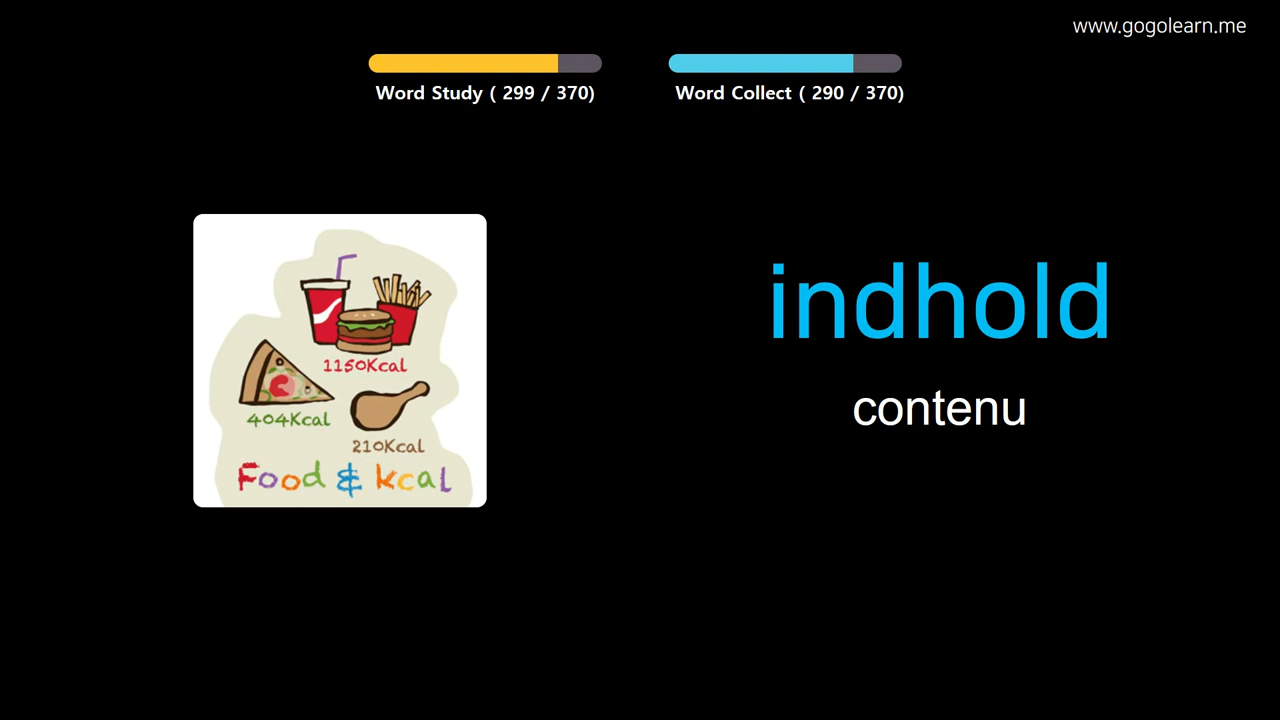 www.gogolearn.me
Word Study ( 299 / 370)
Word Collect ( 290 / 370)
1150Kcal
404Kcal
210Kcal
Food & kcal
indhold
contenu